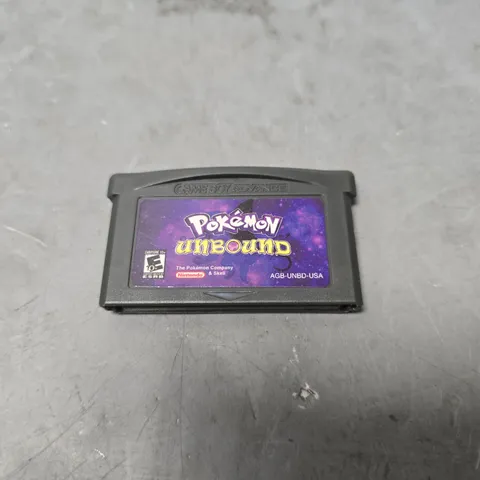 GAME BOY ADVANCE
POKéMON
UNBOUND
E
The Pokémon Company
Nintendo & Skeli
AGB-UNBD-USA